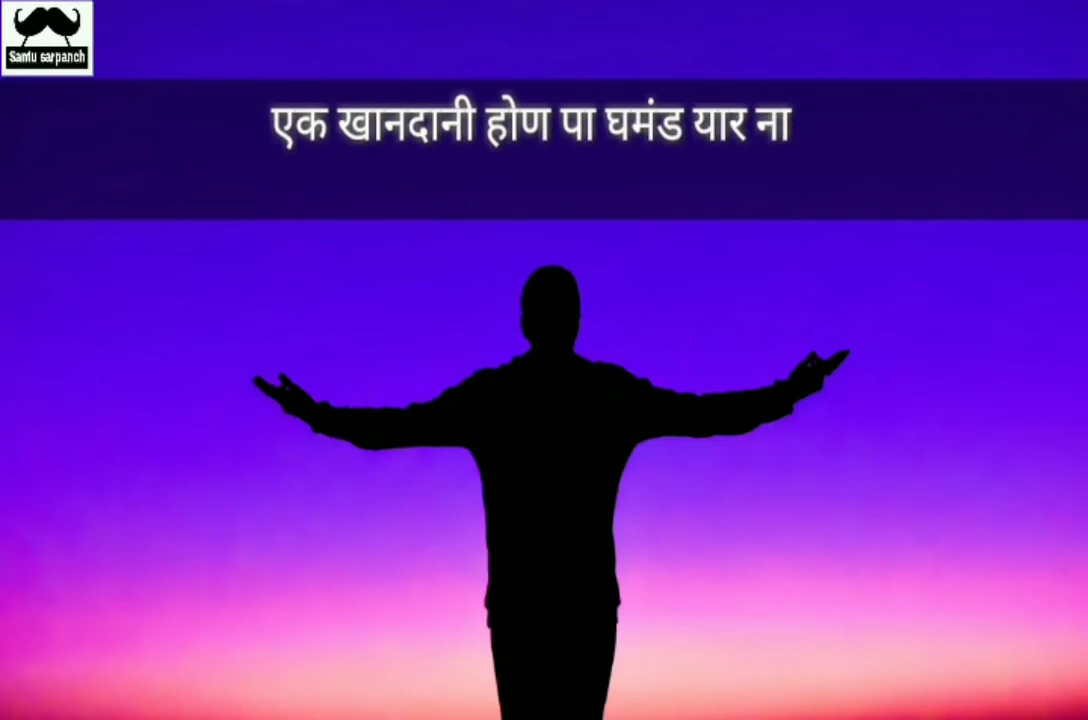 Santu sarpanch
एक खानदानी होण पा घमंड यार ना